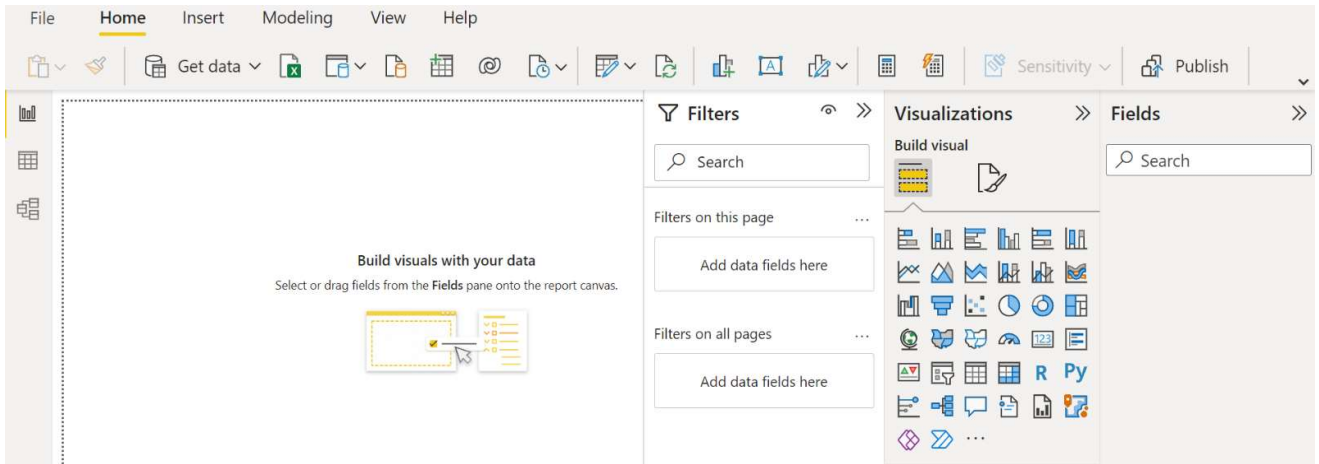 File Home Insert Modeling View Help
Get data Sensitivity Publish
Build visuals with your data
Select or drag fields from the Fields pane onto the report canvas.
Filters
Search
Filters on this page ...
Add data fields here
Filters on all pages ...
Add data fields here
Visualizations
Build visual
123
R Py
...
Fields
Search